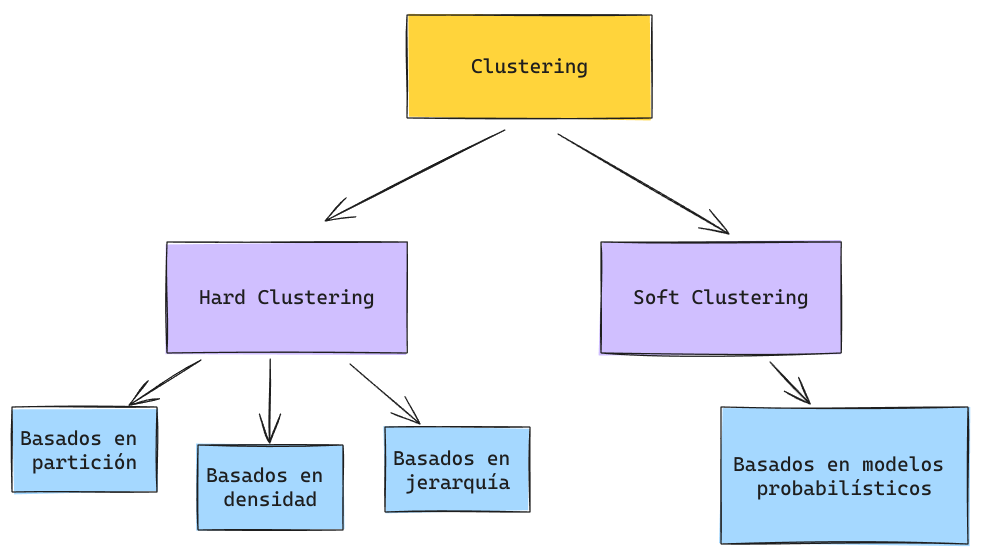 Clustering
Hard Clustering
Soft Clustering
Basados en
partición
Basados en
densidad
Basados en
jerarquía
Basados en modelos
probabilísticos